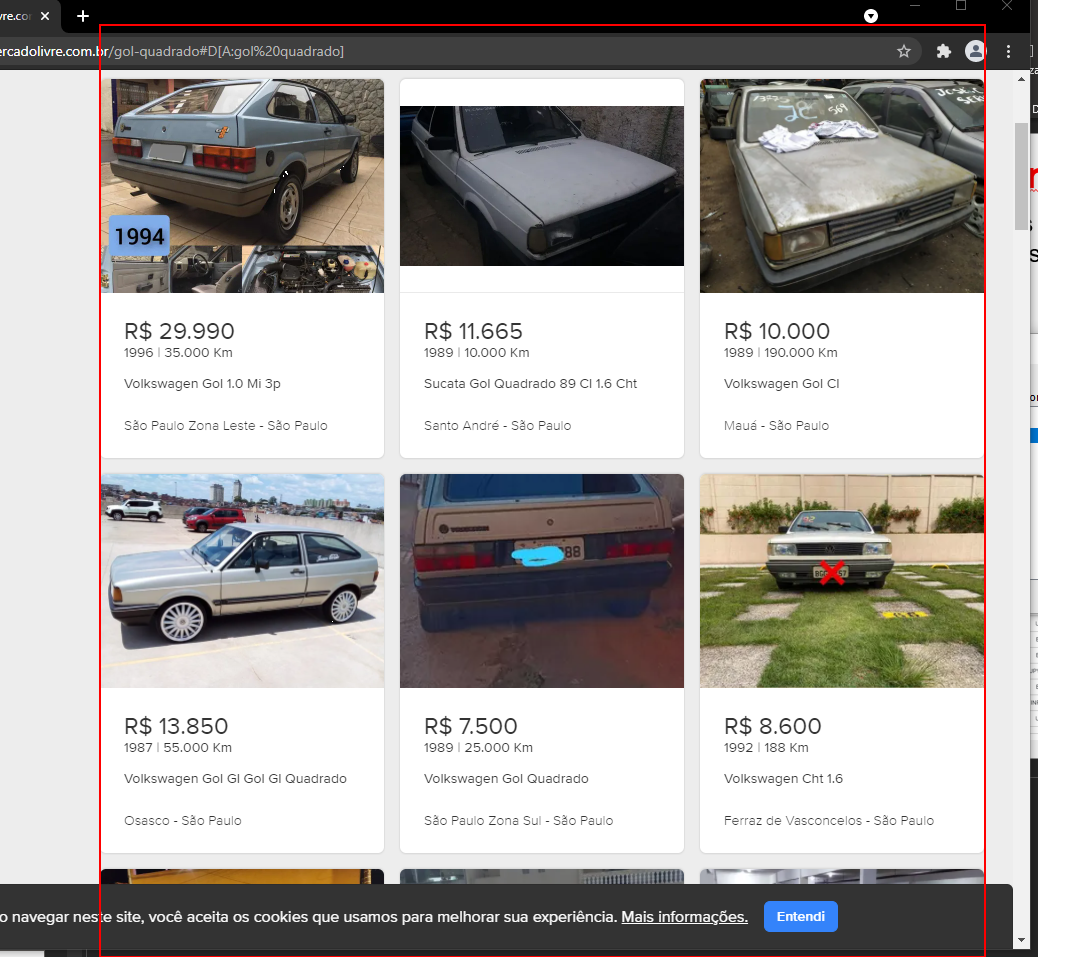 vre.cor
ercadolivre.com.br/gol-quadrado#D[A:gol%20quadrado]
1994
569
R$ 29.990
1996 | 35.000 Km
Volkswagen Gol 1.0 Mi 3p
São Paulo Zona Leste - São Paulo
R$ 11.665
1989 | 10.000 Km
Sucata Gol Quadrado 89 Cl 1.6 Cht
Santo André - São Paulo
R$ 10.000
1989 | 190.000 Km
Volkswagen Gol Cl
Mauá - São Paulo
88
R$ 13.850
1987 | 55.000 Km
Volkswagen Gol Gl Gol Gl Quadrado
Osasco - São Paulo
R$ 7.500
1989 | 25.000 Km
Volkswagen Gol Quadrado
São Paulo Zona Sul - São Paulo
R$ 8.600
1992 | 188 Km
Volkswagen Cht 1.6
Ferraz de Vasconcelos - São Paulo
o navegar neste site, você aceita os cookies que usamos para melhorar sua experiência. Mais informações.
Entendi